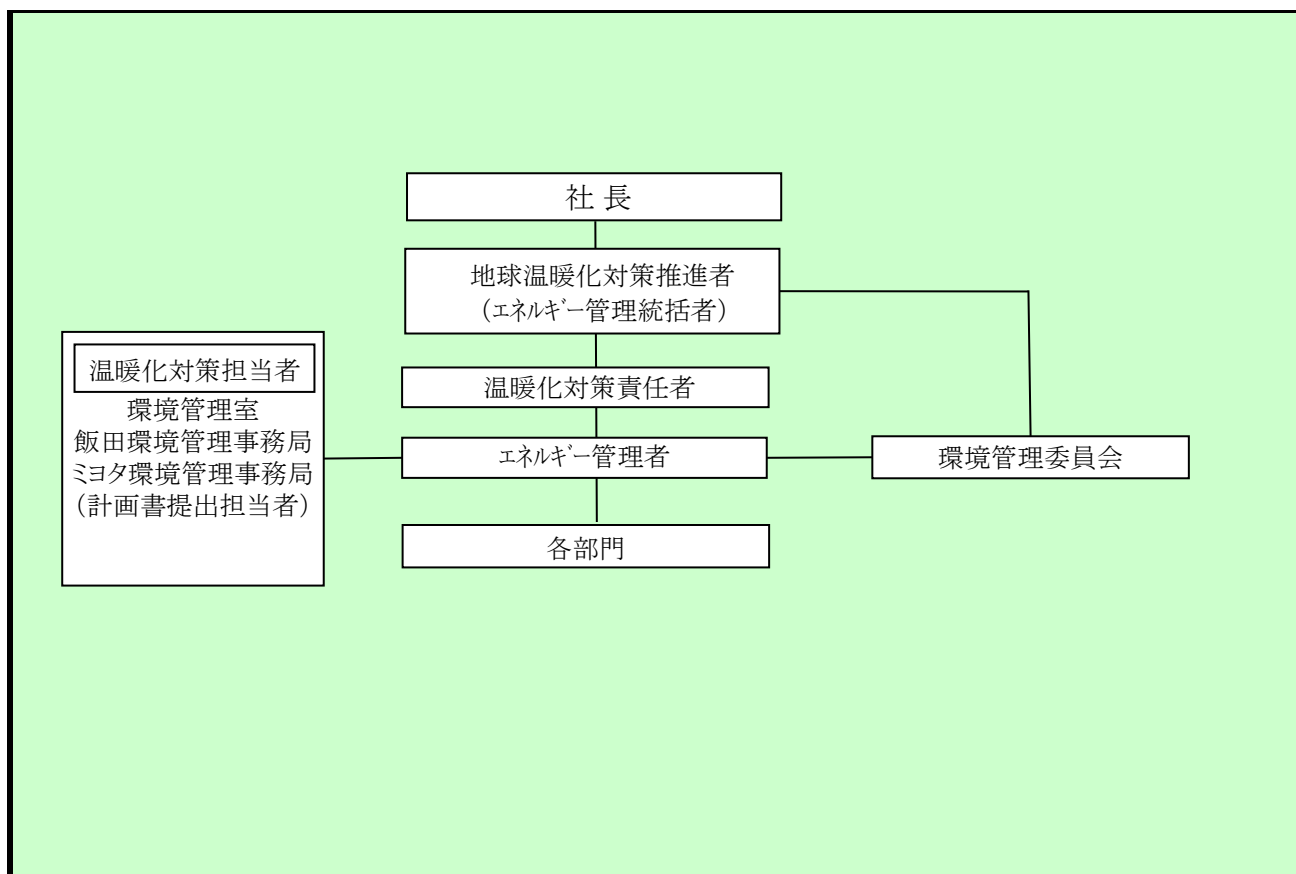 社 長
地球温暖化対策推進者
（ｴﾈﾙｷﾞｰ管理統括者）
温暖化対策担当者
環境管理室
飯田環境管理事務局
ﾐﾖﾀ環境管理事務局
（計画書提出担当者）
温暖化対策責任者
ｴﾈﾙｷﾞｰ管理者
環境管理委員会
各部門